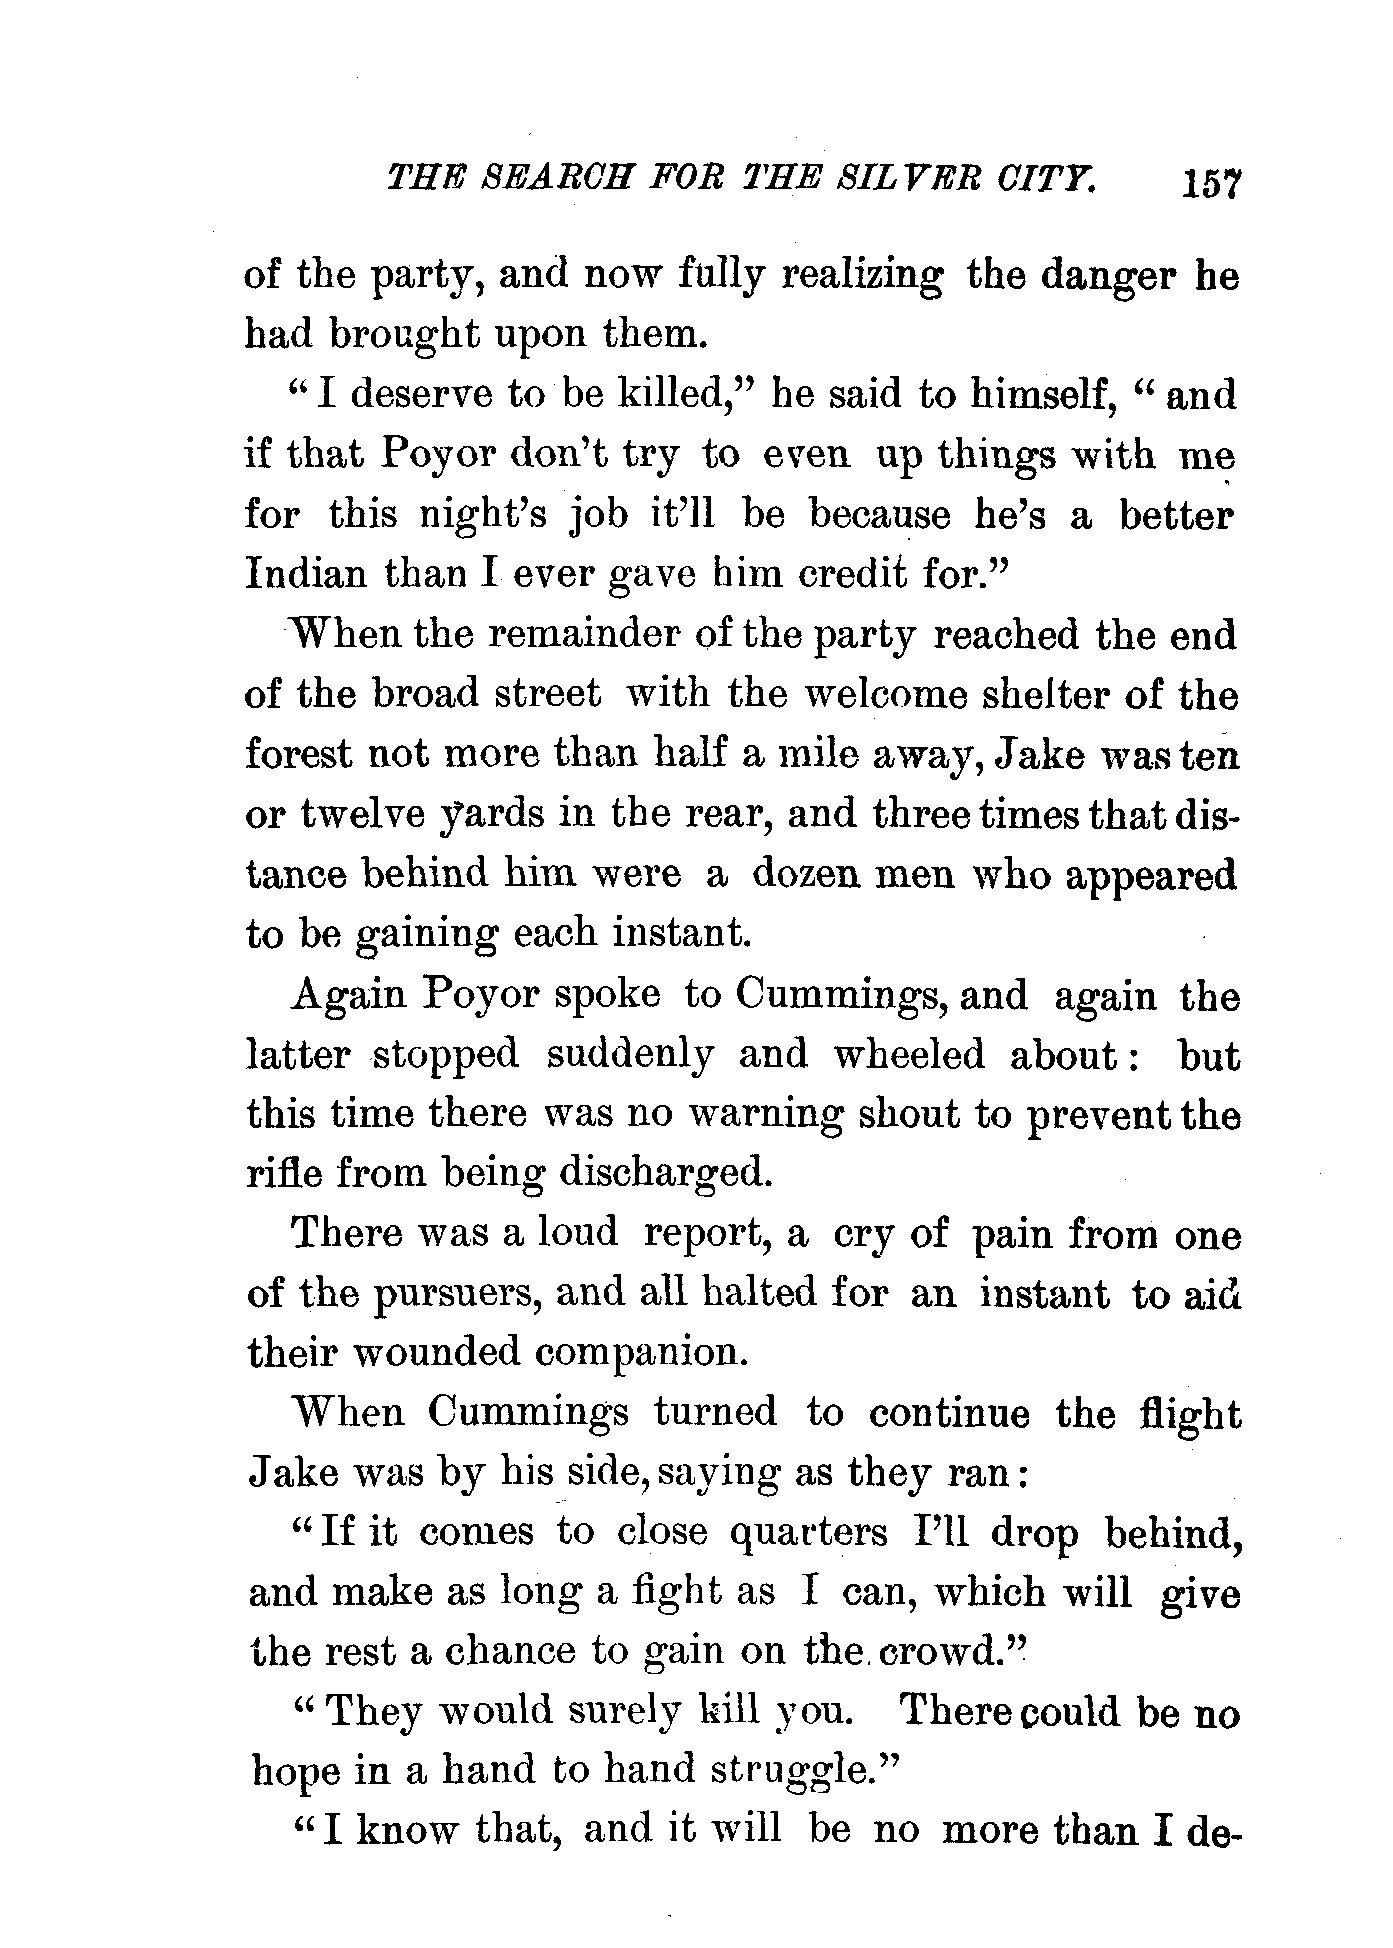 THE SEARCH FOR THE SILVER CITY. 157
of the party, and now fully realizing the danger he
had brought upon them.
“ I deserve to be killed,” he said to himself, “ and
if that Poyor don’t try to even up things with me
for this night’s job it’ll be because he’s a better
Indian than I ever gave him credit for.”
When the remainder of the party reached the end
of the broad street with the welcome shelter of the
forest not more than half a mile away, Jake was ten
or twelve yards in the rear, and three times that dis-
tance behind him were a dozen men who appeared
to be gaining each instant.
Again Poyor spoke to Cummings, and again the
latter stopped suddenly and wheeled about : but
this time there was no warning shout to prevent the
rifle from being discharged.
There was a loud report, a cry of pain from one
of the pursuers, and all halted for an instant to aid
their wounded companion.
When Cummings turned to continue the flight
Jake was by his side, saying as they ran :
“ If it comes to close quarters I’ll drop behind,
and make as long a fight as I can, which will give
the rest a chance to gain on the crowd.”
“ They would surely kill you. There could be no
hope in a hand to hand struggle.”
“ I know that, and it will be no more than I de-